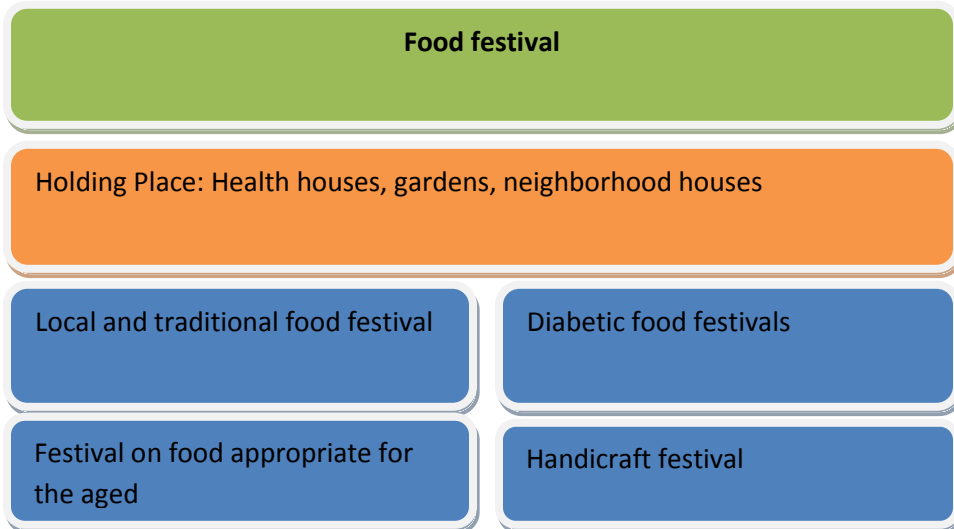 Food festival
Holding Place: Health houses, gardens, neighborhood houses
Local and traditional food festival
Diabetic food festivals
Festival on food appropriate for
the aged
Handicraft festival